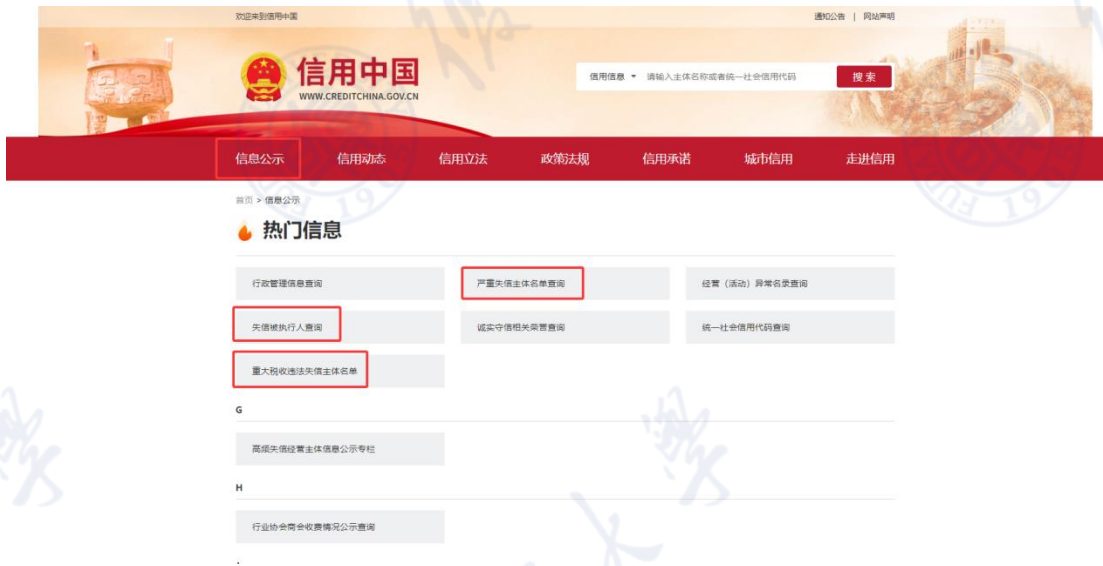 欢迎来到信用中国
通知公告 | 网站声明
信用中国
WWW.CREDITCHINA.GOV.CN
信用信息 请输入主体名称或者统一社会信用代码 搜索
信息公示 信用动态 信用立法 政策法规 信用承诺 城市信用 走进信用
首页 > 信息公示
热门信息
行政管理信息查询 严重失信主体名单查询 经营（活动）异常名录查询
失信被执行人查询 诚实守信相关荣誉查询 统一社会信用代码查询
重大税收违法失信主体名单
G
高频失信经营主体信息公示专栏
H
行业协会商会收费情况公示查询